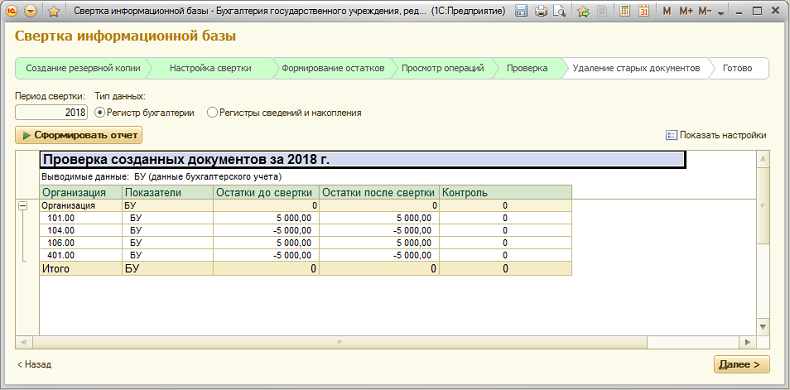 Свертка информационной базы - Бухгалтерия государственного учреждения, ред... (1С:Предприятие)
M M+ M-
Свертка информационной базы
Создание резервной копии Настройка свертки Формирование остатков Просмотр операций Проверка Удаление старых документов Готово
Период свертки: Тип данных:
2018 Регистр бухгалтерии Регистры сведений и накопления
Сформировать отчет Показать настройки
Проверка созданных документов за 2018 г.
Выводимые данные: БУ (данные бухгалтерского учета)
Организация Показатели Остатки до свертки Остатки после свертки Контроль
Организация БУ 0 0 0
101.00 БУ 5 000,00 5 000,00 0
104.00 БУ -5 000,00 -5 000,00 0
106.00 БУ 5 000,00 5 000,00 0
401.00 БУ -5 000,00 -5 000,00 0
Итого БУ 0 0 0
< Назад Далее >